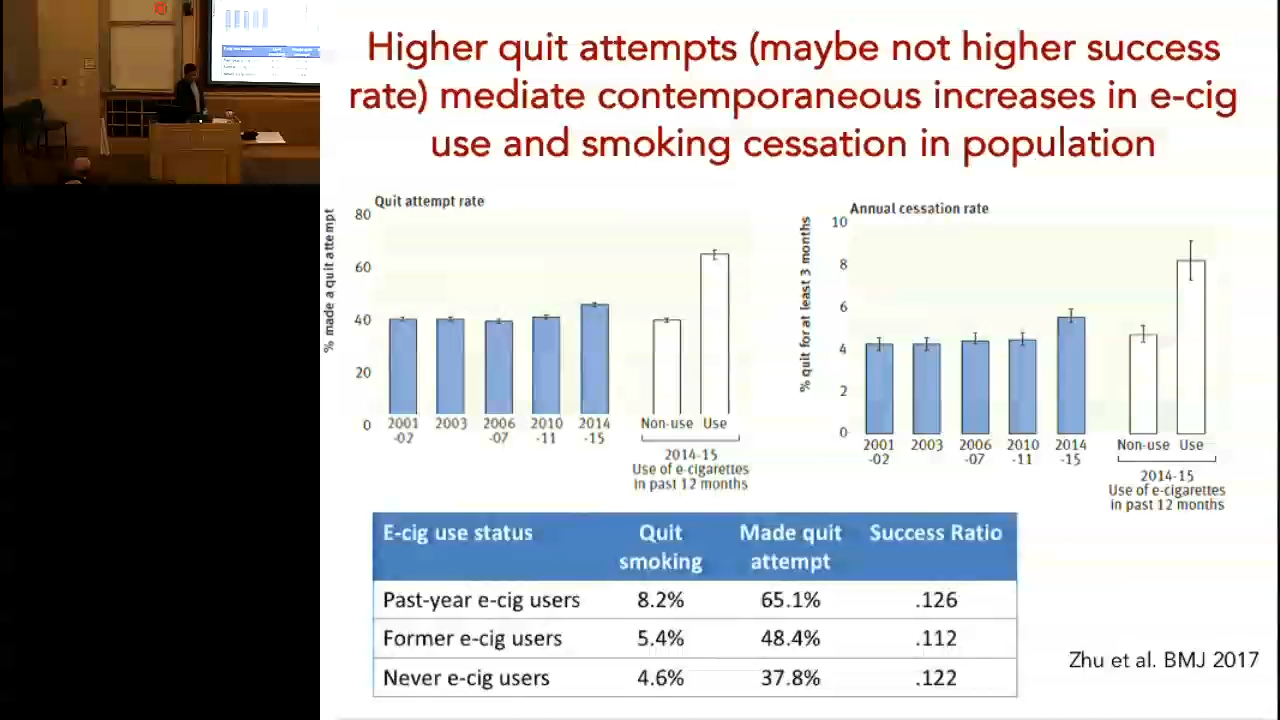 Higher quit attempts (maybe not higher success
rate) mediate contemporaneous increases in e-cig
use and smoking cessation in population
Quit attempt rate
% made a quit attempt
80
60
40
20
0
2001 2003 2006 2010 2014 Non-use Use
-02 -07 -11 -15
2014-15
Use of e-cigarettes
in past 12 months
Annual cessation rate
% quit for at least 3 months
10
8
6
4
2
0
2001 2003 2006 2010 2014 Non-use Use
-02 -07 -11 -15
2014-15
Use of e-cigarettes
in past 12 months
E-cig use status Quit Made quit Success Ratio
smoking attempt
Past-year e-cig users 8.2% 65.1% .126
Former e-cig users 5.4% 48.4% .112
Never e-cig users 4.6% 37.8% .122
Zhu et al. BMJ 2017